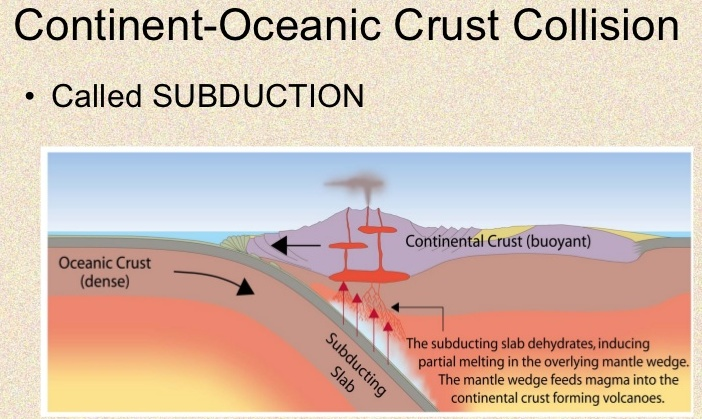 Continent-Oceanic Crust Collision
• Called SUBDUCTION
Continental Crust (buoyant)
Oceanic Crust
(dense)
Subducting
Slab
The subducting slab dehydrates, inducing
partial melting in the overlying mantle wedge.
The mantle wedge feeds magma into the
continental crust forming volcanoes.